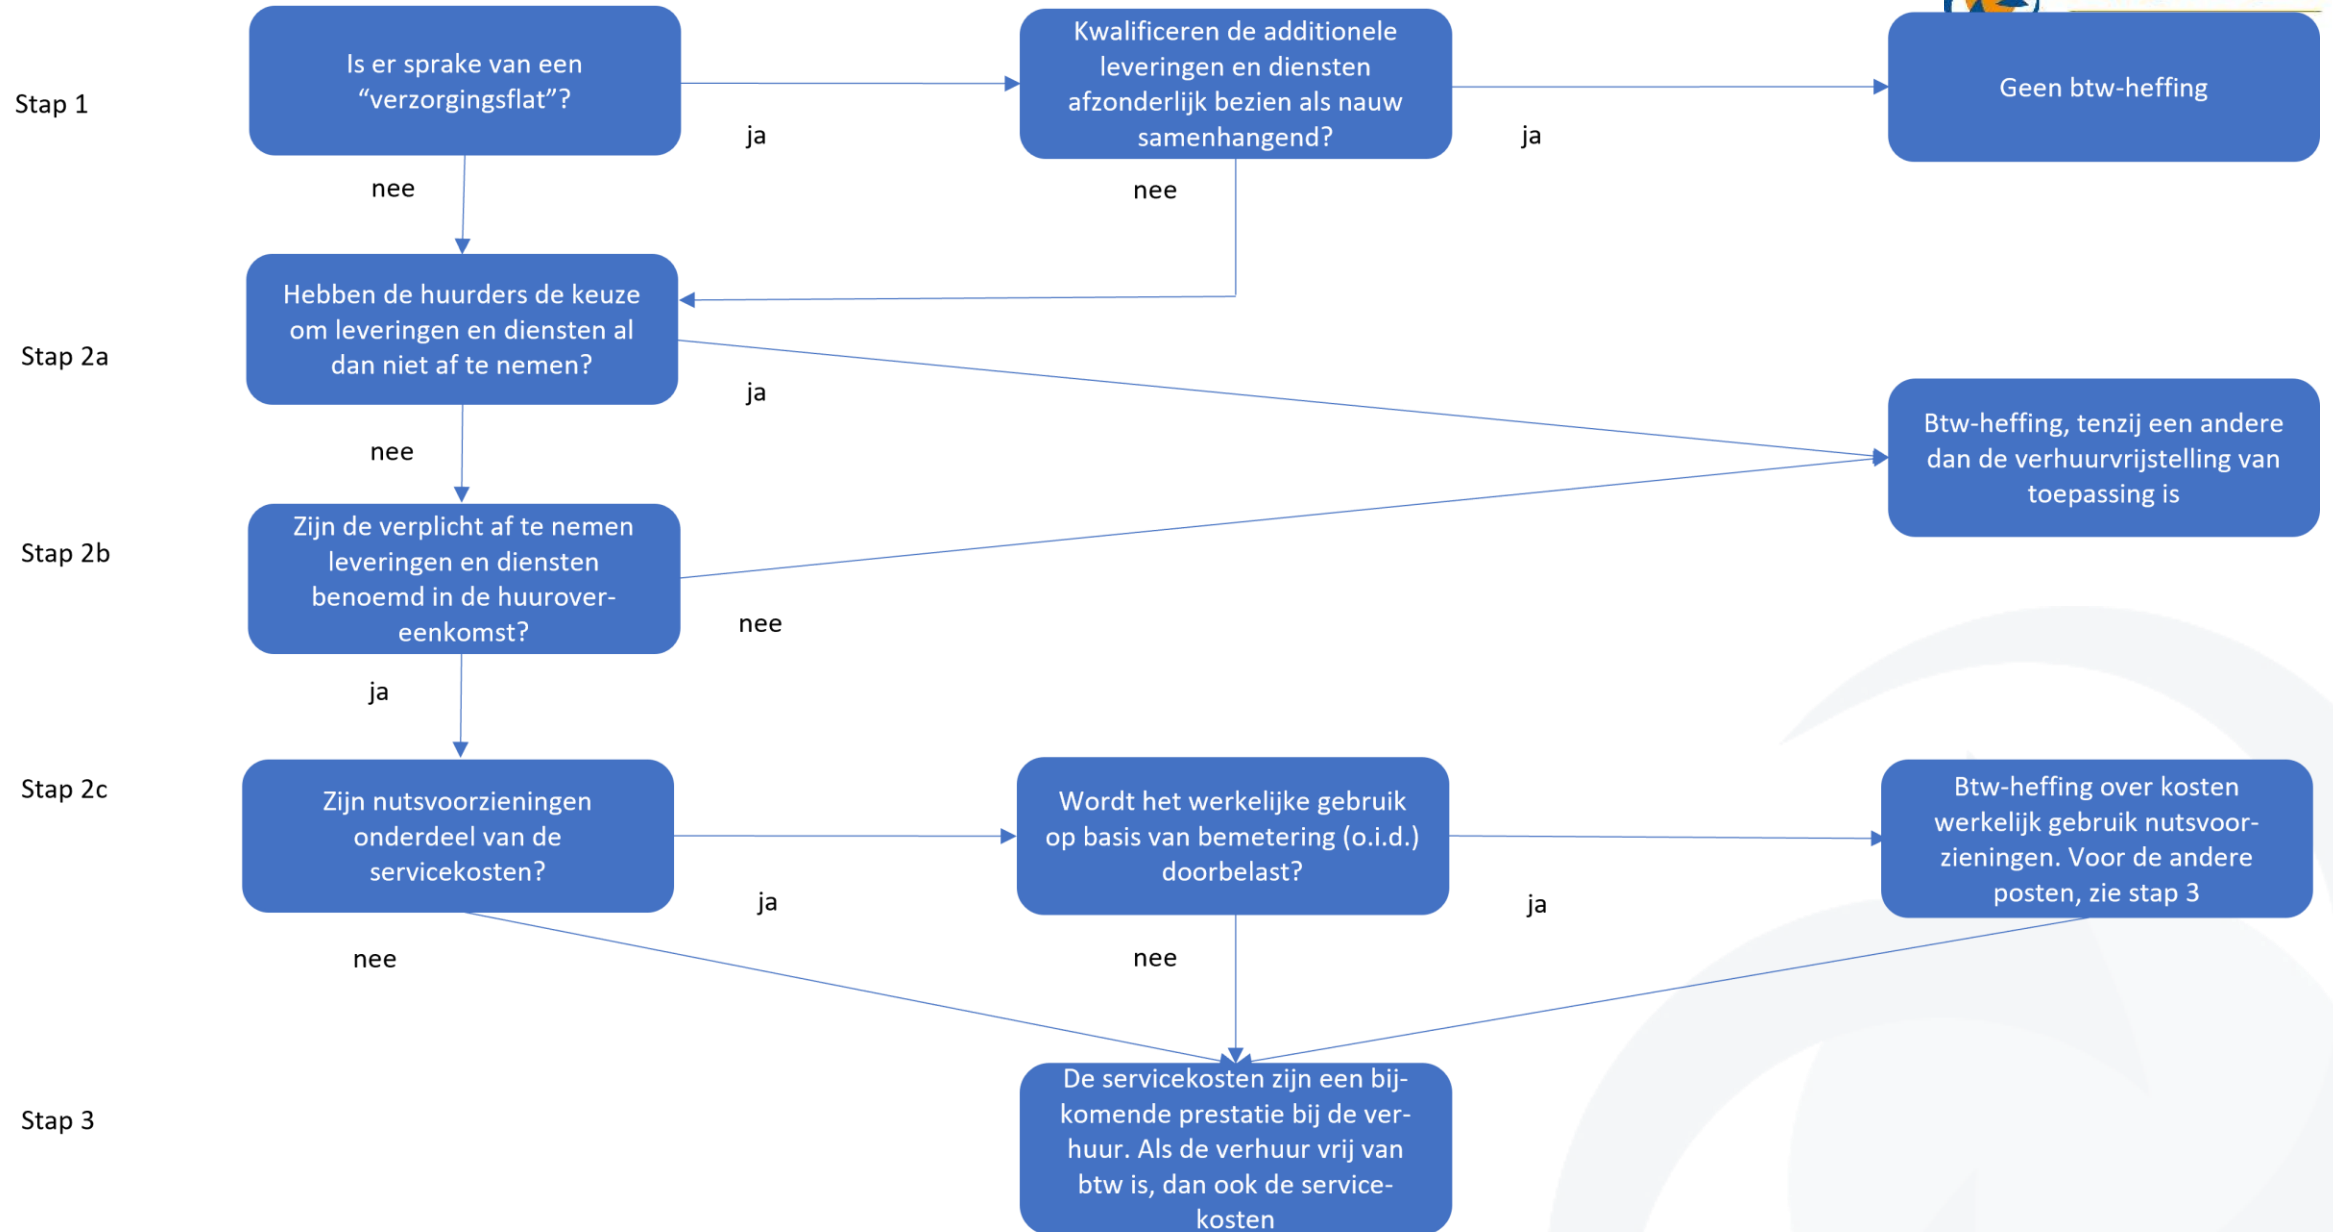 Stap 1
Is er sprake van een
“verzorgingsflat”?
ja
nee
Kwalificeren de additionele
leveringen en diensten
afzonderlijk bezien als nauw
samenhangend?
ja
nee
Geen btw-heffing
Stap 2a
Hebben de huurders de keuze
om leveringen en diensten al
dan niet af te nemen?
ja
nee
Btw-heffing, tenzij een andere
dan de verhuurvrijstelling van
toepassing is
Stap 2b
Zijn de verplicht af te nemen
leveringen en diensten
benoemd in de huurover-
eenkomst?
nee
ja
Stap 2c
Zijn nutsvoorzieningen
onderdeel van de
servicekosten?
ja
nee
Wordt het werkelijke gebruik
op basis van bemetering (o.i.d.)
doorbelast?
ja
nee
Btw-heffing over kosten
werkelijk gebruik nutsvoor-
zieningen. Voor de andere
posten, zie stap 3
Stap 3
De servicekosten zijn een bij-
komende prestatie bij de ver-
huur. Als de verhuur vrij van
btw is, dan ook de service-
kosten